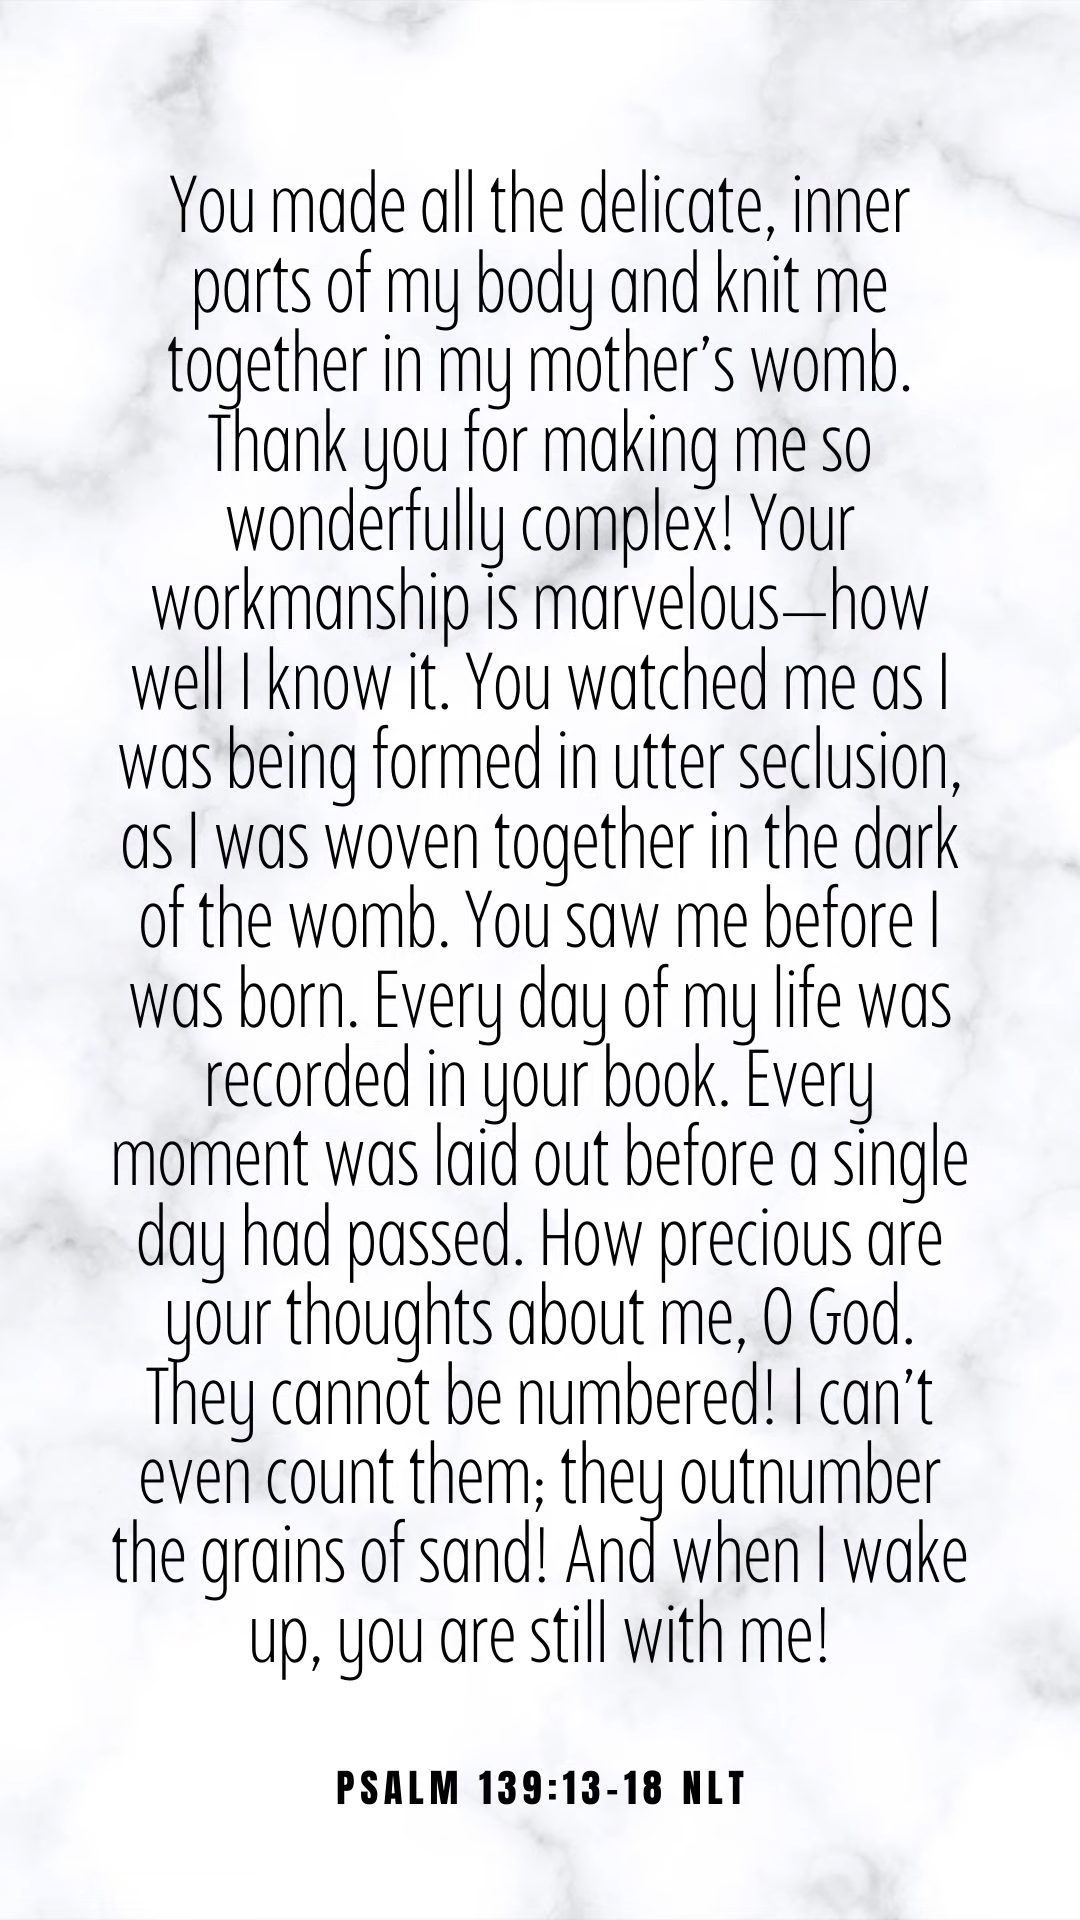 You made all the delicate, inner
parts of my body and knit me
together in my mother’s womb.
Thank you for making me so
wonderfully complex! Your
workmanship is marvelous—how
well I know it. You watched me as I
was being formed in utter seclusion,
as I was woven together in the dark
of the womb. You saw me before I
was born. Every day of my life was
recorded in your book. Every
moment was laid out before a single
day had passed. How precious are
your thoughts about me, O God.
They cannot be numbered! I can’t
even count them; they outnumber
the grains of sand! And when I wake
up, you are still with me!
PSALM 139:13-18 NLT